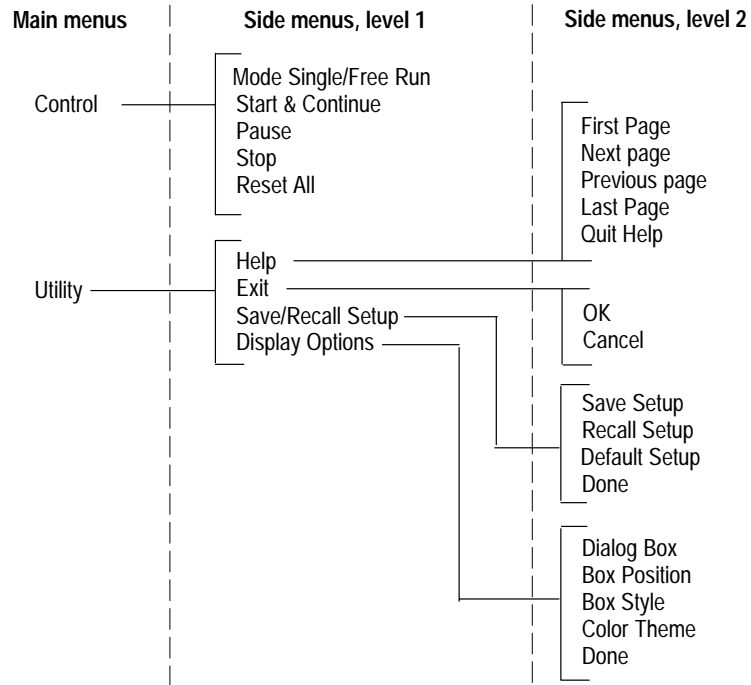 Main menus
Side menus, level 1
Side menus, level 2
Control
Mode Single/Free Run
Start & Continue
Pause
Stop
Reset All
Utility
Help
Exit
Save/Recall Setup
Display Options
First Page
Next page
Previous page
Last Page
Quit Help
OK
Cancel
Save Setup
Recall Setup
Default Setup
Done
Dialog Box
Box Position
Box Style
Color Theme
Done